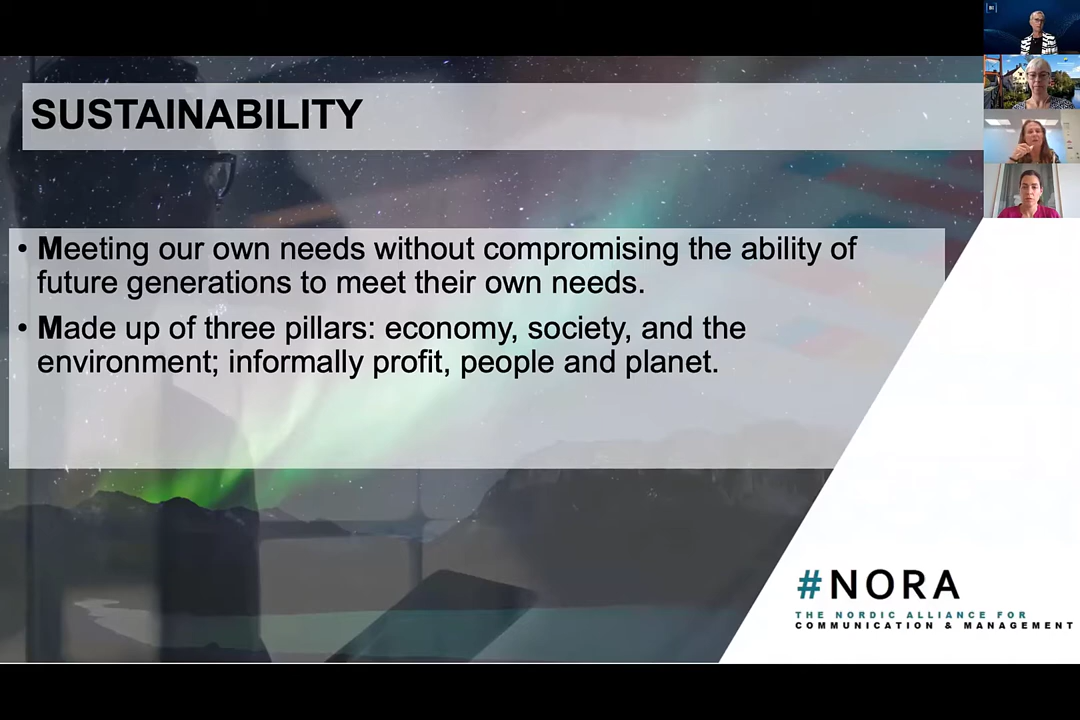 SUSTAINABILITY
• Meeting our own needs without compromising the ability of
future generations to meet their own needs.
• Made up of three pillars: economy, society, and the
environment; informally profit, people and planet.
#NORA
THE NORDIC ALLIANCE FOR
COMMUNICATION & MANAGEMENT